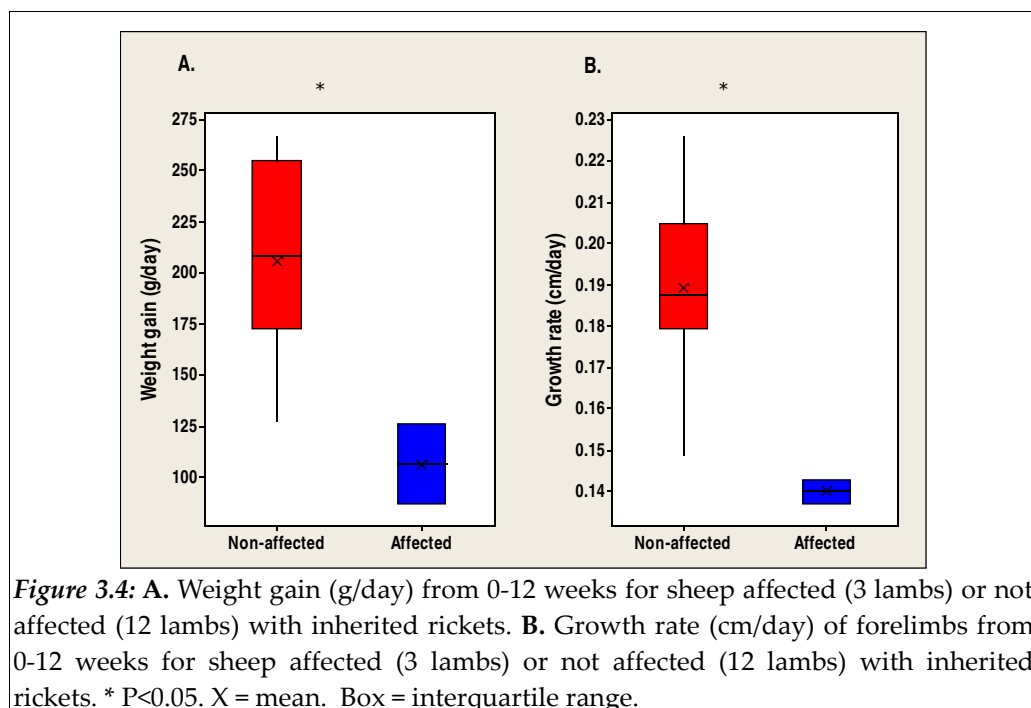 A.
B.
*
*
275
250
225
200
175
150
125
100
Weight gain (g/day)
Non-affected
Affected
0.23
0.22
0.21
0.20
0.19
0.18
0.17
0.16
0.15
0.14
Growth rate (cm/day)
Non-affected
Affected
Figure 3.4: A. Weight gain (g/day) from 0-12 weeks for sheep affected (3 lambs) or not
affected (12 lambs) with inherited rickets. B. Growth rate (cm/day) of forelimbs from
0-12 weeks for sheep affected (3 lambs) or not affected (12 lambs) with inherited
rickets. * P<0.05. X = mean. Box = interquartile range.